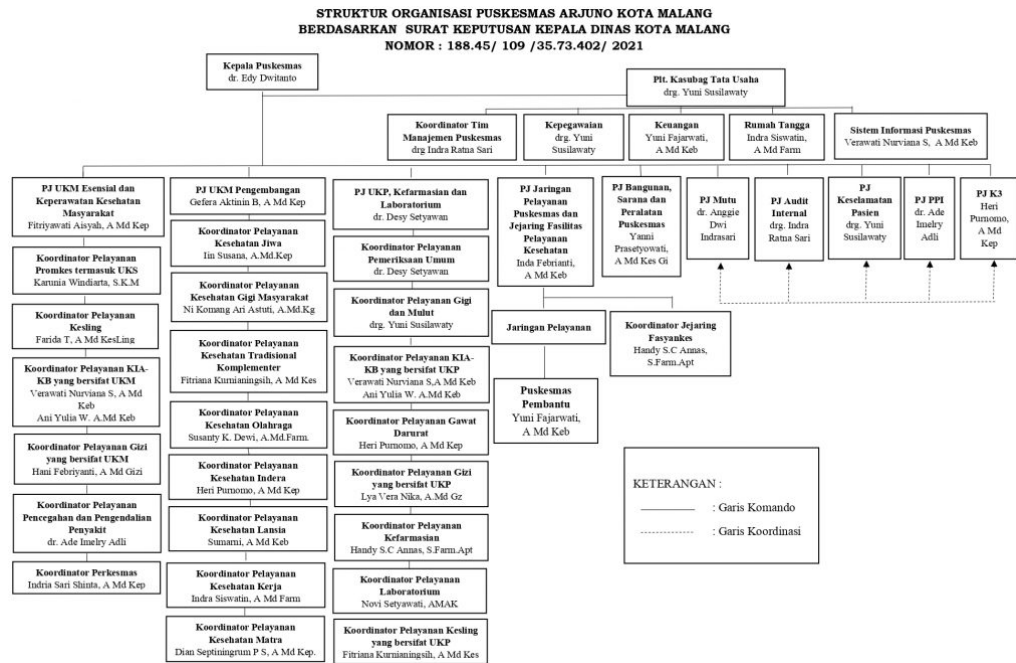 STRUKTUR ORGANISASI PUSKESMAS ARJUNO KOTA MALANG
BERDASARKAN SURAT KEPUTUSAN KEPALA DINAS KOTA MALANG
NOMOR : 188.45/ 109 /35.73.402/ 2021
Kepala Puskesmas
dr. Edy Dwitanto
Plt. Kasubag Tata Usaha
drg. Yuni Susilawaty
Koordinator Tim
Manajemen Puskesmas
drg Indra Ratna Sari
Kepegawaian
drg. Yuni
Susilawaty
Keuangan
Yuni Fajarwati,
A Md Keb
Rumah Tangga
Indra Siswatin,
A Md Farm
Sistem Informasi Puskesmas
Verawati Nurviana S, A Md Keb
PJ UKM Esensial dan
Keperawatan Kesehatan
Masyarakat
Fitriyawati Aisyah, A Md Kep
Koordinator Pelayanan
Promkes termasuk UKS
Karunia Windiarta, S.K.M
Koordinator Pelayanan
Kesling
Farida T, A Md KesLing
Koordinator Pelayanan KIA-
KB yang bersifat UKM
Verawati Nurviana S, A Md
Keb
Ani Yulia W. A.Md Keb
Koordinator Pelayanan Gizi
yang bersifat UKM
Hani Febriyanti, A Md Gizi
Koordinator Pelayanan
Pencegahan dan Pengendalian
Penyakit
dr. Ade Imelry Adli
Koordinator Perkesmas
Indria Sari Shinta, A Md Kep
PJ UKM Pengembangan
Gefera Aktinin B, A Md Kep
Koordinator Pelayanan
Kesehatan Jiwa
Iin Susana, A.Md.Kep
Koordinator Pelayanan
Kesehatan Gigi Masyarakat
Ni Komang Ari Astuti, A.Md.Kg
Koordinator Pelayanan
Kesehatan Tradisional
Komplementer
Fitriana Kurnianingsih, A Md Kes
Koordinator Pelayanan
Kesehatan Olahraga
Susanty K. Dewi, A.Md.Farm.
Koordinator Pelayanan
Kesehatan Indera
Heri Purnomo, A Md Kep
Koordinator Pelayanan
Kesehatan Lansia
Sumarni, A Md Keb
Koordinator Pelayanan
Kesehatan Kerja
Indra Siswatin, A Md Farm
Koordinator Pelayanan
Kesehatan Matra
Dian Septiningrum P S, A Md Kep.
PJ UKP, Kefarmasian dan
Laboratorium
dr. Desy Setyawan
Koordinator Pelayanan
Pemeriksaan Umum
dr. Desy Setyawan
Koordinator Pelayanan Gigi
dan Mulut
drg. Yuni Susilawaty
Koordinator Pelayanan KIA-
KB yang bersifat UKP
Verawati Nurviana S,A Md Keb
Ani Yulia W. A.Md Keb
Koordinator Pelayanan Gawat
Darurat
Heri Purnomo, A Md Kep
Koordinator Pelayanan Gizi
yang bersifat UKP
Lya Vera Nika, A.Md Gz
Koordinator Pelayanan
Kefarmasian
Handy S.C Annas, S.Farm.Apt
Koordinator Pelayanan
Laboratorium
Novi Setyawati, AMAK
Koordinator Pelayanan Kesling
yang bersifat UKP
Fitriana Kurnianingsih, A Md Kes
PJ Jaringan
Pelayanan
Puskesmas dan
Jejaring Fasilitas
Pelayanan
Kesehatan
Inda Febrianti,
A Md Keb
Jaringan Pelayanan
Puskesmas
Pembantu
Yuni Fajarwati,
A Md Keb
Koordinator Jejaring
Fasyankes
Handy S.C Annas,
S.Farm.Apt
PJ Bangunan,
Sarana dan
Peralatan
Puskesmas
Yanni
Prasetyowati,
A Md Kes Gi
PJ Mutu
dr. Anggie
Dwi
Indrasari
PJ Audit
Internal
drg. Indra
Ratna Sari
PJ
Keselamatan
Pasien
drg. Yuni
Susilawaty
PJ PPI
dr. Ade
Imelry
Adli
PJ K3
Heri
Purnomo,
A Md
Kep
KETERANGAN :
: Garis Komando
: Garis Koordinasi